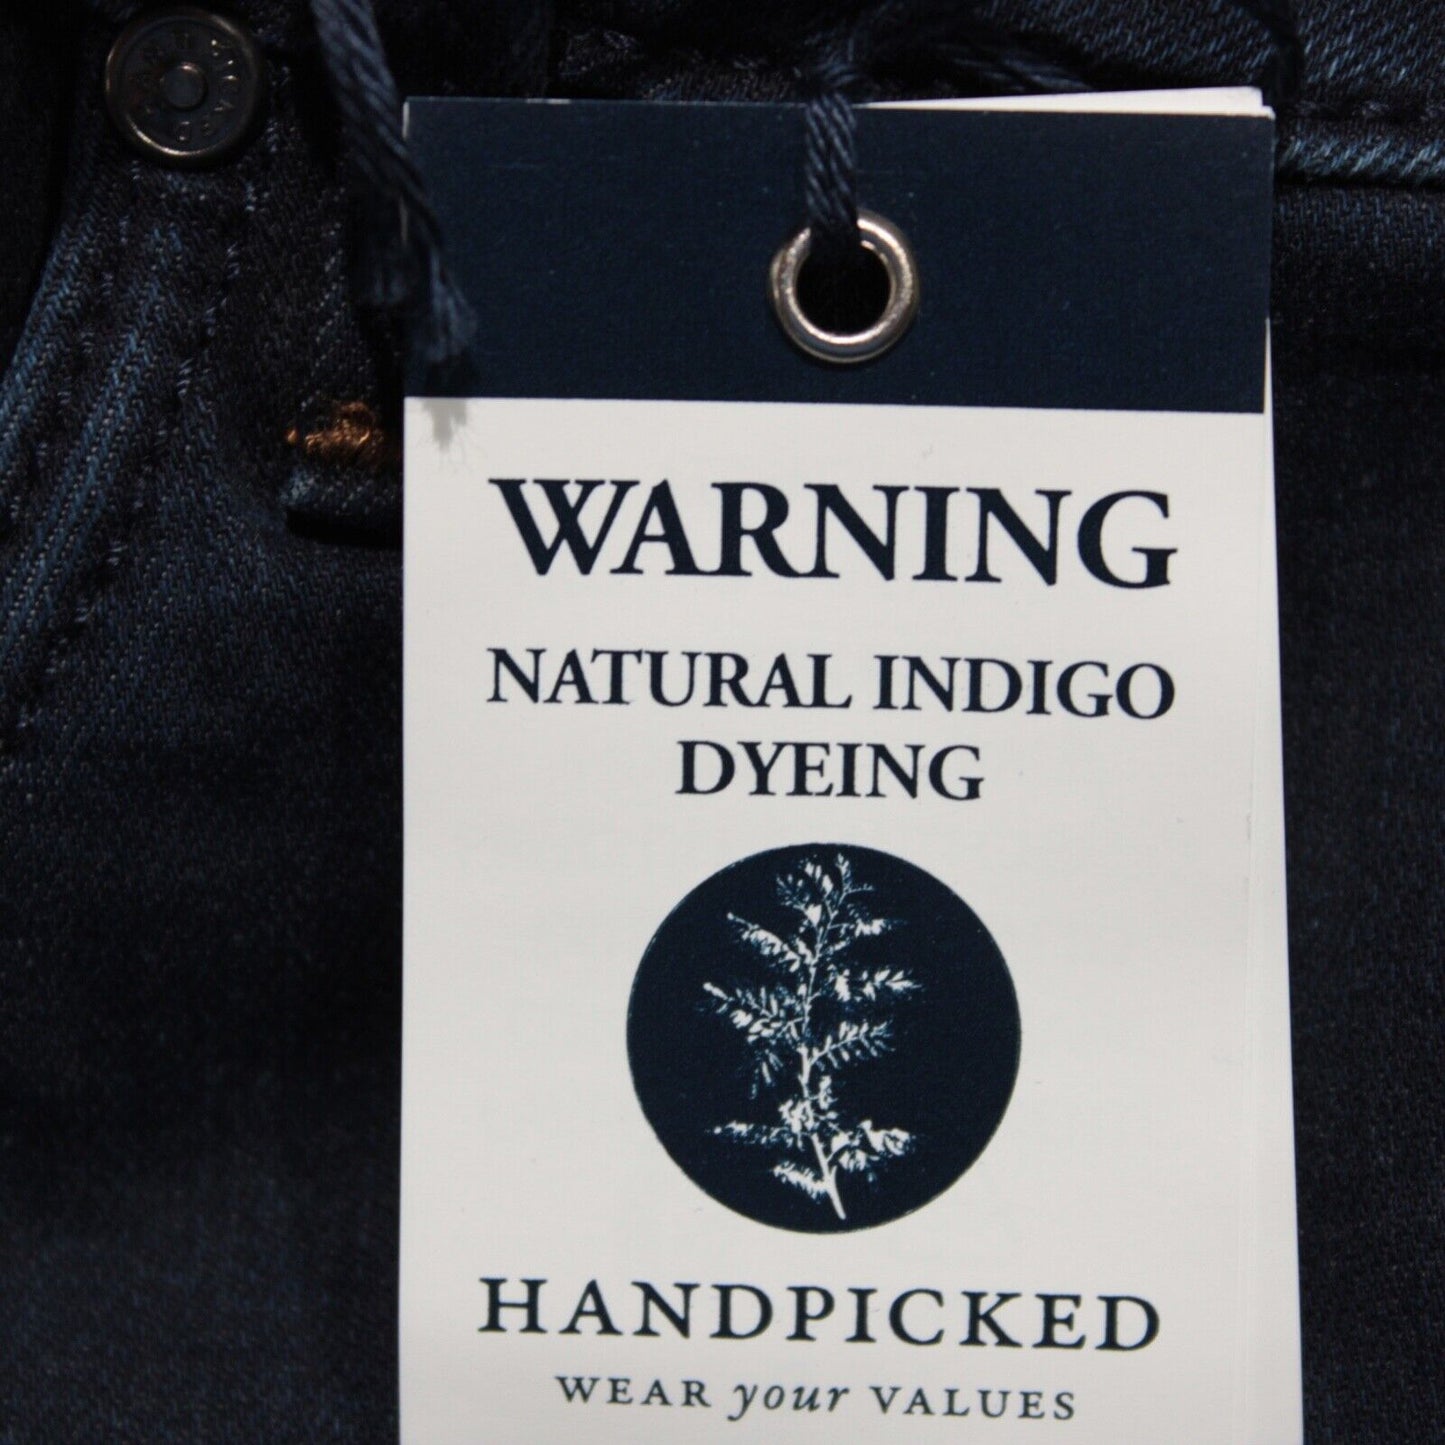 WARNING
NATURAL INDIGO
DYEING
HANDPICKED
WEAR your VALUES